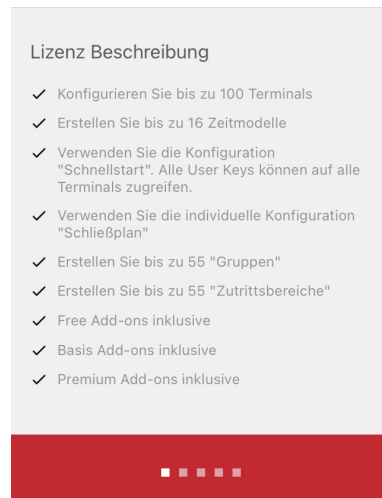 Lizenz Beschreibung
Konfigurieren Sie bis zu 100 Terminals
Erstellen Sie bis zu 16 Zeitmodelle
Verwenden Sie die Konfiguration
"Schnellstart". Alle User Keys können auf alle
Terminals zugreifen.
Verwenden Sie die individuelle Konfiguration
"Schließplan"
Erstellen Sie bis zu 55 "Gruppen"
Erstellen Sie bis zu 55 "Zutrittsbereiche"
Free Add-ons inklusive
Basis Add-ons inklusive
Premium Add-ons inklusive